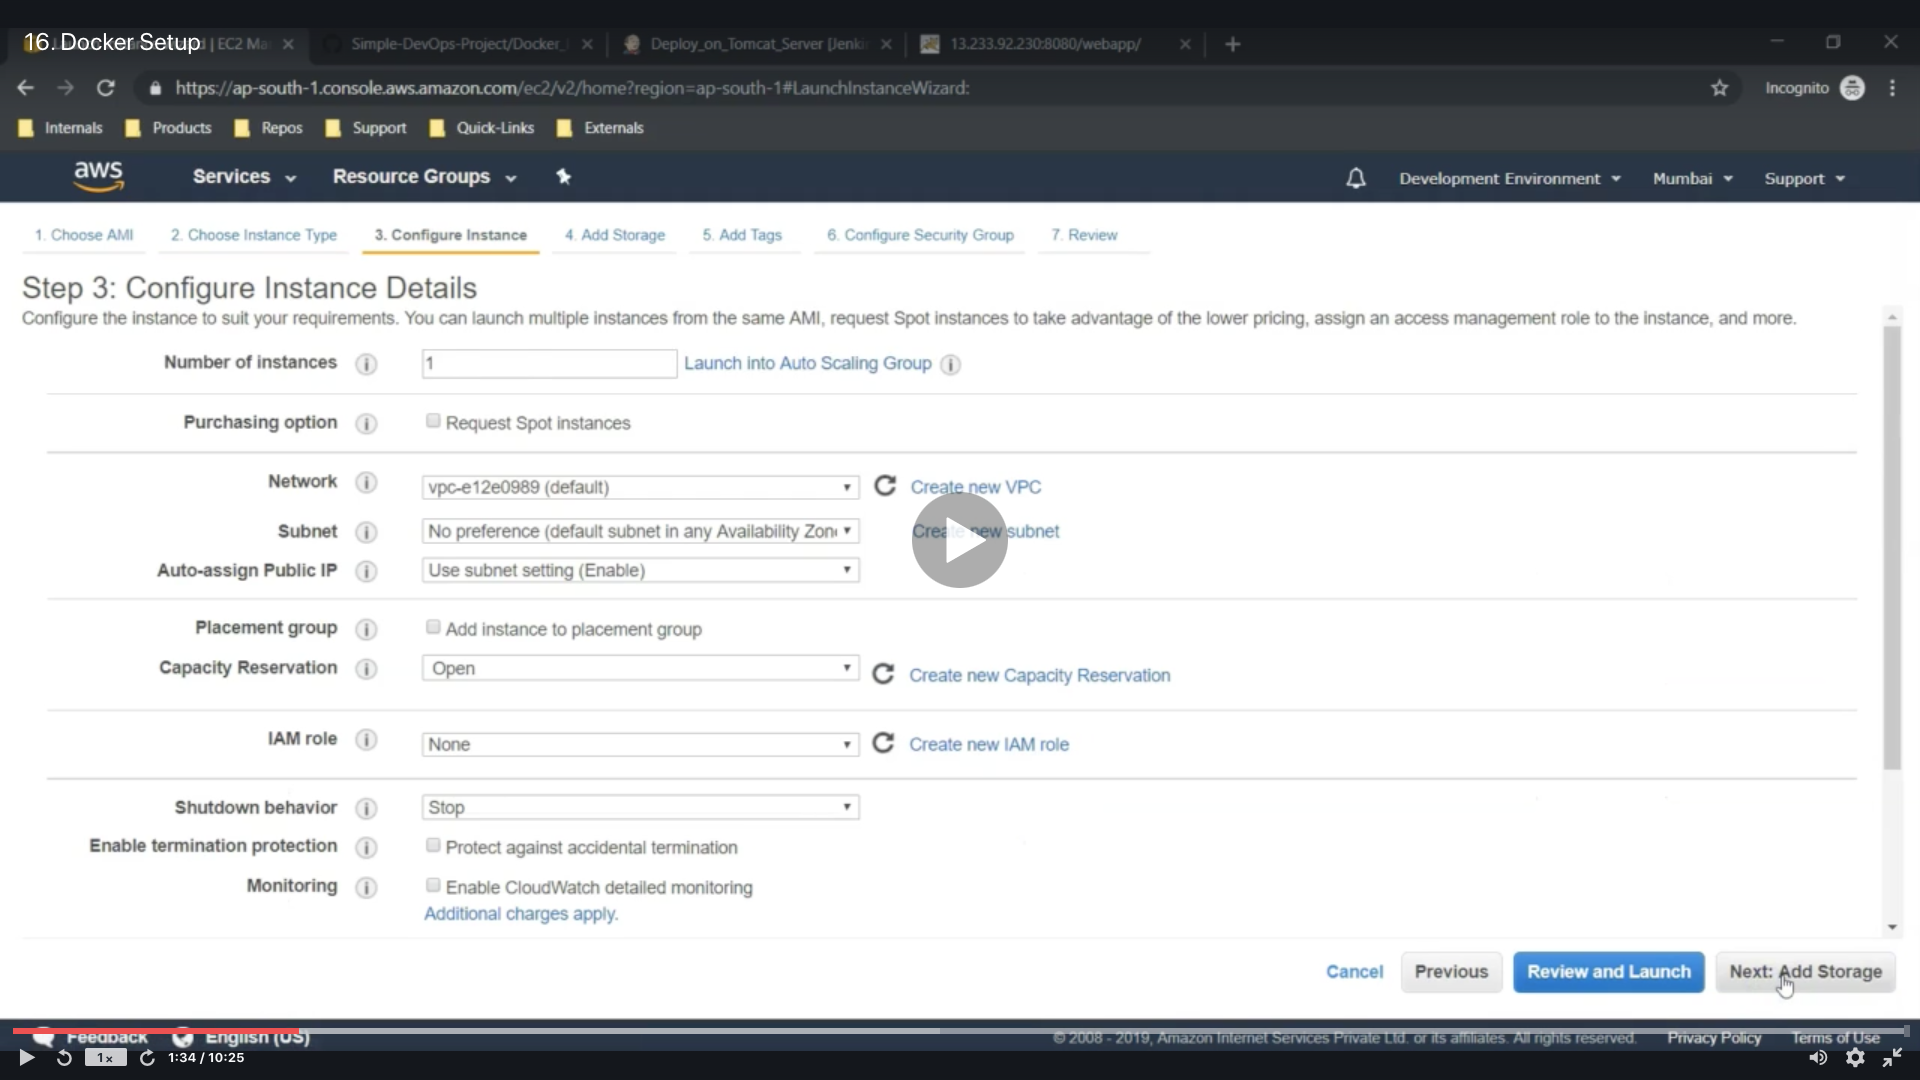 16. Docker Setup
| EC2 Ma
Simple-DevOps-Project/Docker_
Deploy_on_Tomcat_Server [Jenki
13.233.92.230:8080/webapp/
https://ap-south-1.console.aws.amazon.com/ec2/v2/home?region=ap-south-1#LaunchInstanceWizard:
Incognito
Internals Products Repos Support Quick-Links Externals
aws Services Resource Groups Development Environment Mumbai Support
1. Choose AMI 2. Choose Instance Type 3. Configure Instance 4. Add Storage 5. Add Tags 6. Configure Security Group 7. Review
Step 3: Configure Instance Details
Configure the instance to suit your requirements. You can launch multiple instances from the same AMI, request Spot instances to take advantage of the lower pricing, assign an access management role to the instance, and more.
Number of instances 1 Launch into Auto Scaling Group
Purchasing option Request Spot instances
Network vpc-e12e0989 (default) Create new VPC
Subnet No preference (default subnet in any Availability Zon Create new subnet
Auto-assign Public IP Use subnet setting (Enable)
Placement group Add instance to placement group
Capacity Reservation Open Create new Capacity Reservation
IAM role None Create new IAM role
Shutdown behavior Stop
Enable termination protection Protect against accidental termination
Monitoring Enable CloudWatch detailed monitoring
Additional charges apply.
Cancel Previous Review and Launch Next: Add Storage
Feedback English (US) © 2008 - 2019, Amazon Internet Services Private Ltd. or its affiliates. All rights reserved. Privacy Policy Terms of Use
1x 1:34 / 10:25